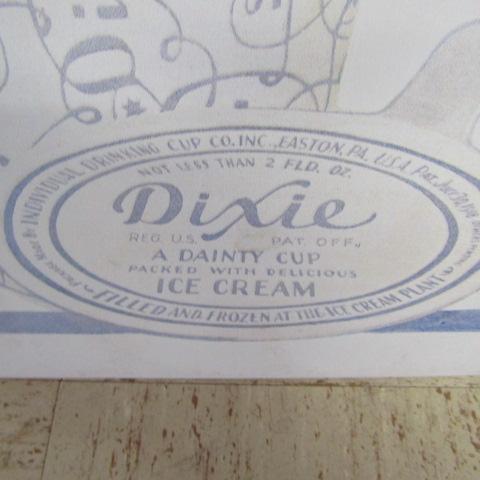 INDIVIDUAL DRINKING CUP CO. INC., EASTON, PA. U.S.A.
NOT LESS THAN 2 FLD. OZ.
Dixie
REG. U.S. PAT. OFF.
A DAINTY CUP
PACKED WITH DELICIOUS
ICE CREAM
FILLED AND FROZEN AT THE ICE CREAM PLANT